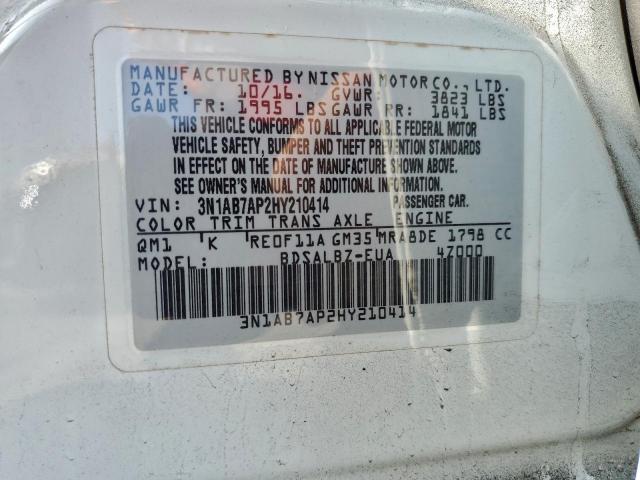 MANUFACTURED BY NISSAN MOTOR CO., LTD.
DATE: 10/16. GVWR: 3823 LBS
GAWR FR: 1995 LBS GAWR RR: 1841 LBS
THIS VEHICLE CONFORMS TO ALL APPLICABLE FEDERAL MOTOR
VEHICLE SAFETY, BUMPER AND THEFT PREVENTION STANDARDS
IN EFFECT ON THE DATE OF MANUFACTURE SHOWN ABOVE.
SEE OWNER'S MANUAL FOR ADDITIONAL INFORMATION.
VIN: 3N1AB7AP2HY210414 PASSENGER CAR.
COLOR TRIM TRANS AXLE ENGINE
QM1 K RE0F11A GM35 MRA8DE 1798 CC
MODEL: BDSALBZ-EUA 4Z000
3N1AB7AP2HY210414